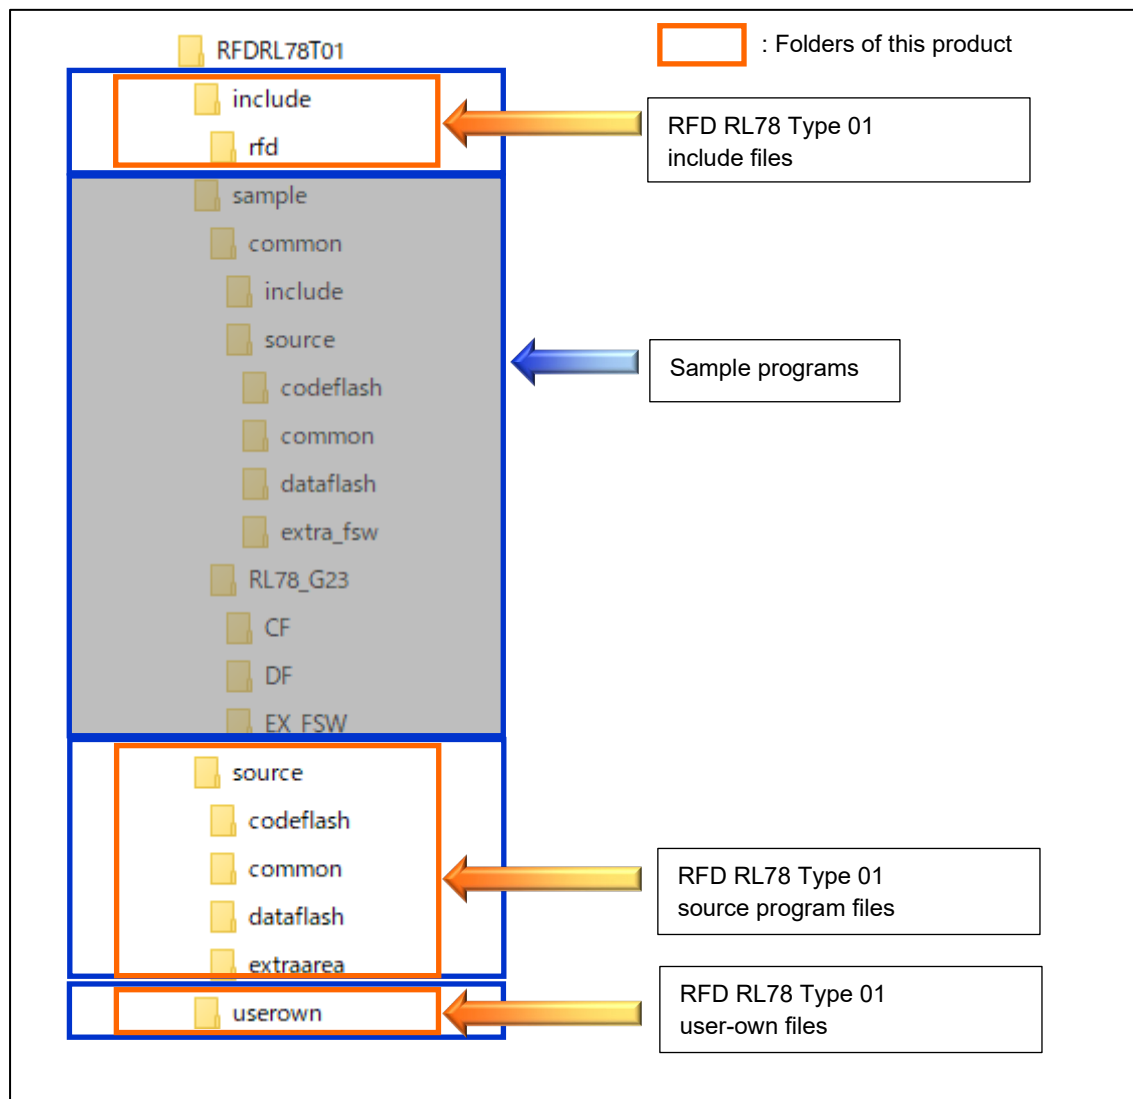 RFDRL78T01
: Folders of this product
include
rfd
RFD RL78 Type 01
include files
sample
common
include
source
codeflash
common
dataflash
extra_fsw
RL78_G23
CF
DF
EX_FSW
Sample programs
source
codeflash
common
dataflash
extraarea
RFD RL78 Type 01
source program files
userown
RFD RL78 Type 01
user-own files